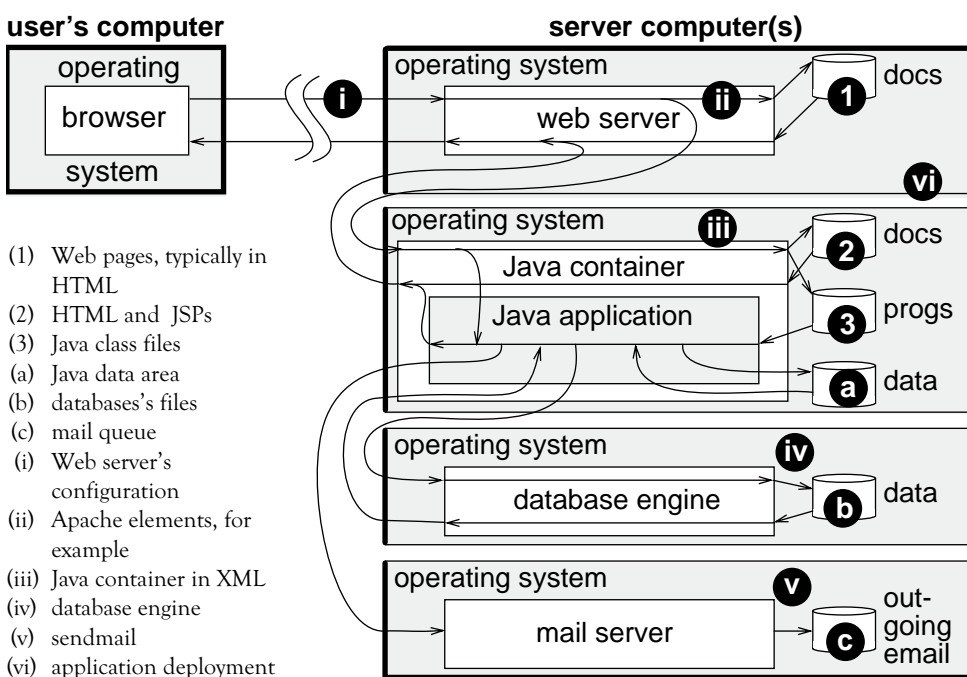 user's computer
server computer(s)
operating
browser
system
i
operating system
ii
web server
1
docs
vi
operating system
iii
Java container
2
docs
Java application
3
progs
a
data
operating system
iv
database engine
b
data
operating system
v
mail server
c
out-
going
email
(1) Web pages, typically in
HTML
(2) HTML and JSPs
(3) Java class files
(a) Java data area
(b) databases's files
(c) mail queue
(i) Web server's
configuration
(ii) Apache elements, for
example
(iii) Java container in XML
(iv) database engine
(v) sendmail
(vi) application deployment